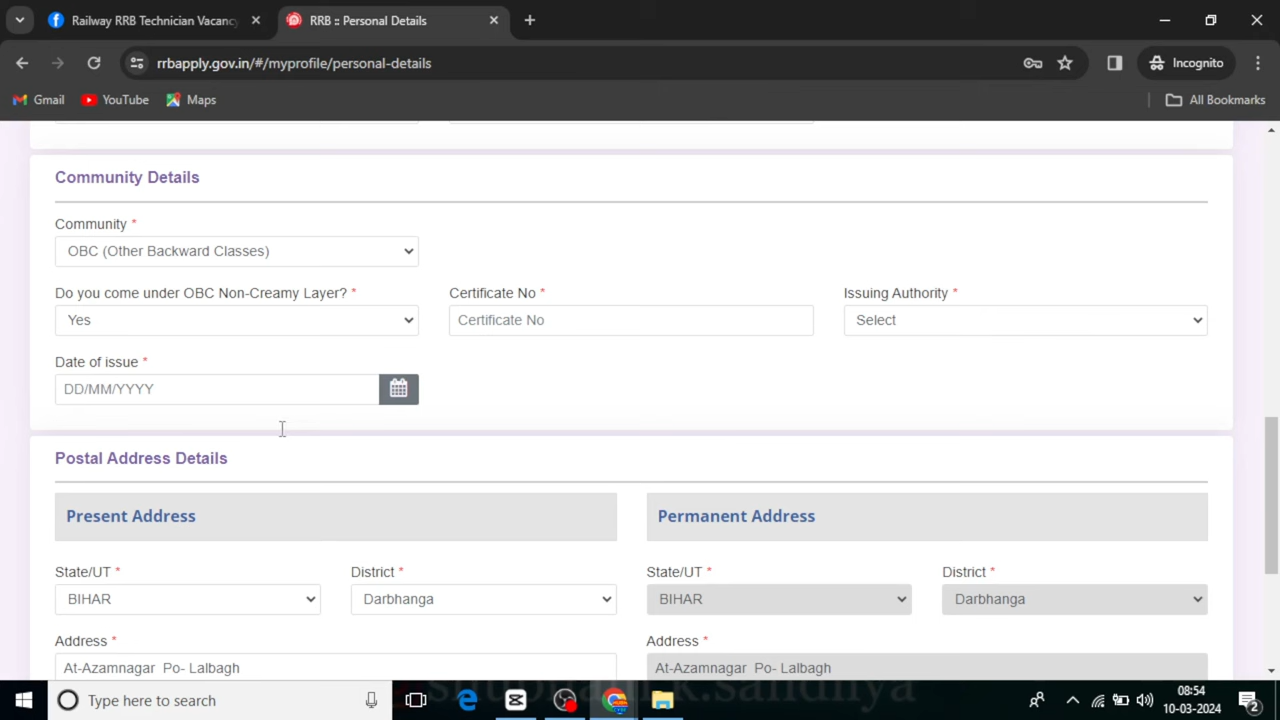 Railway RRB Technician Vacancy
RRB :: Personal Details
rrbapply.gov.in/#/myprofile/personal-details
Incognito
Gmail
YouTube
Maps
All Bookmarks
Community Details
Community *
OBC (Other Backward Classes)
Do you come under OBC Non-Creamy Layer? *
Certificate No *
Issuing Authority *
Yes
Certificate No
Select
Date of issue *
DD/MM/YYYY
Postal Address Details
Present Address
Permanent Address
State/UT *
District *
State/UT *
District *
BIHAR
Darbhanga
BIHAR
Darbhanga
Address *
Address *
At-Azamnagar Po- Lalbagh
At-Azamnagar Po- Lalbagh
Type here to search
08:54
10-03-2024
2